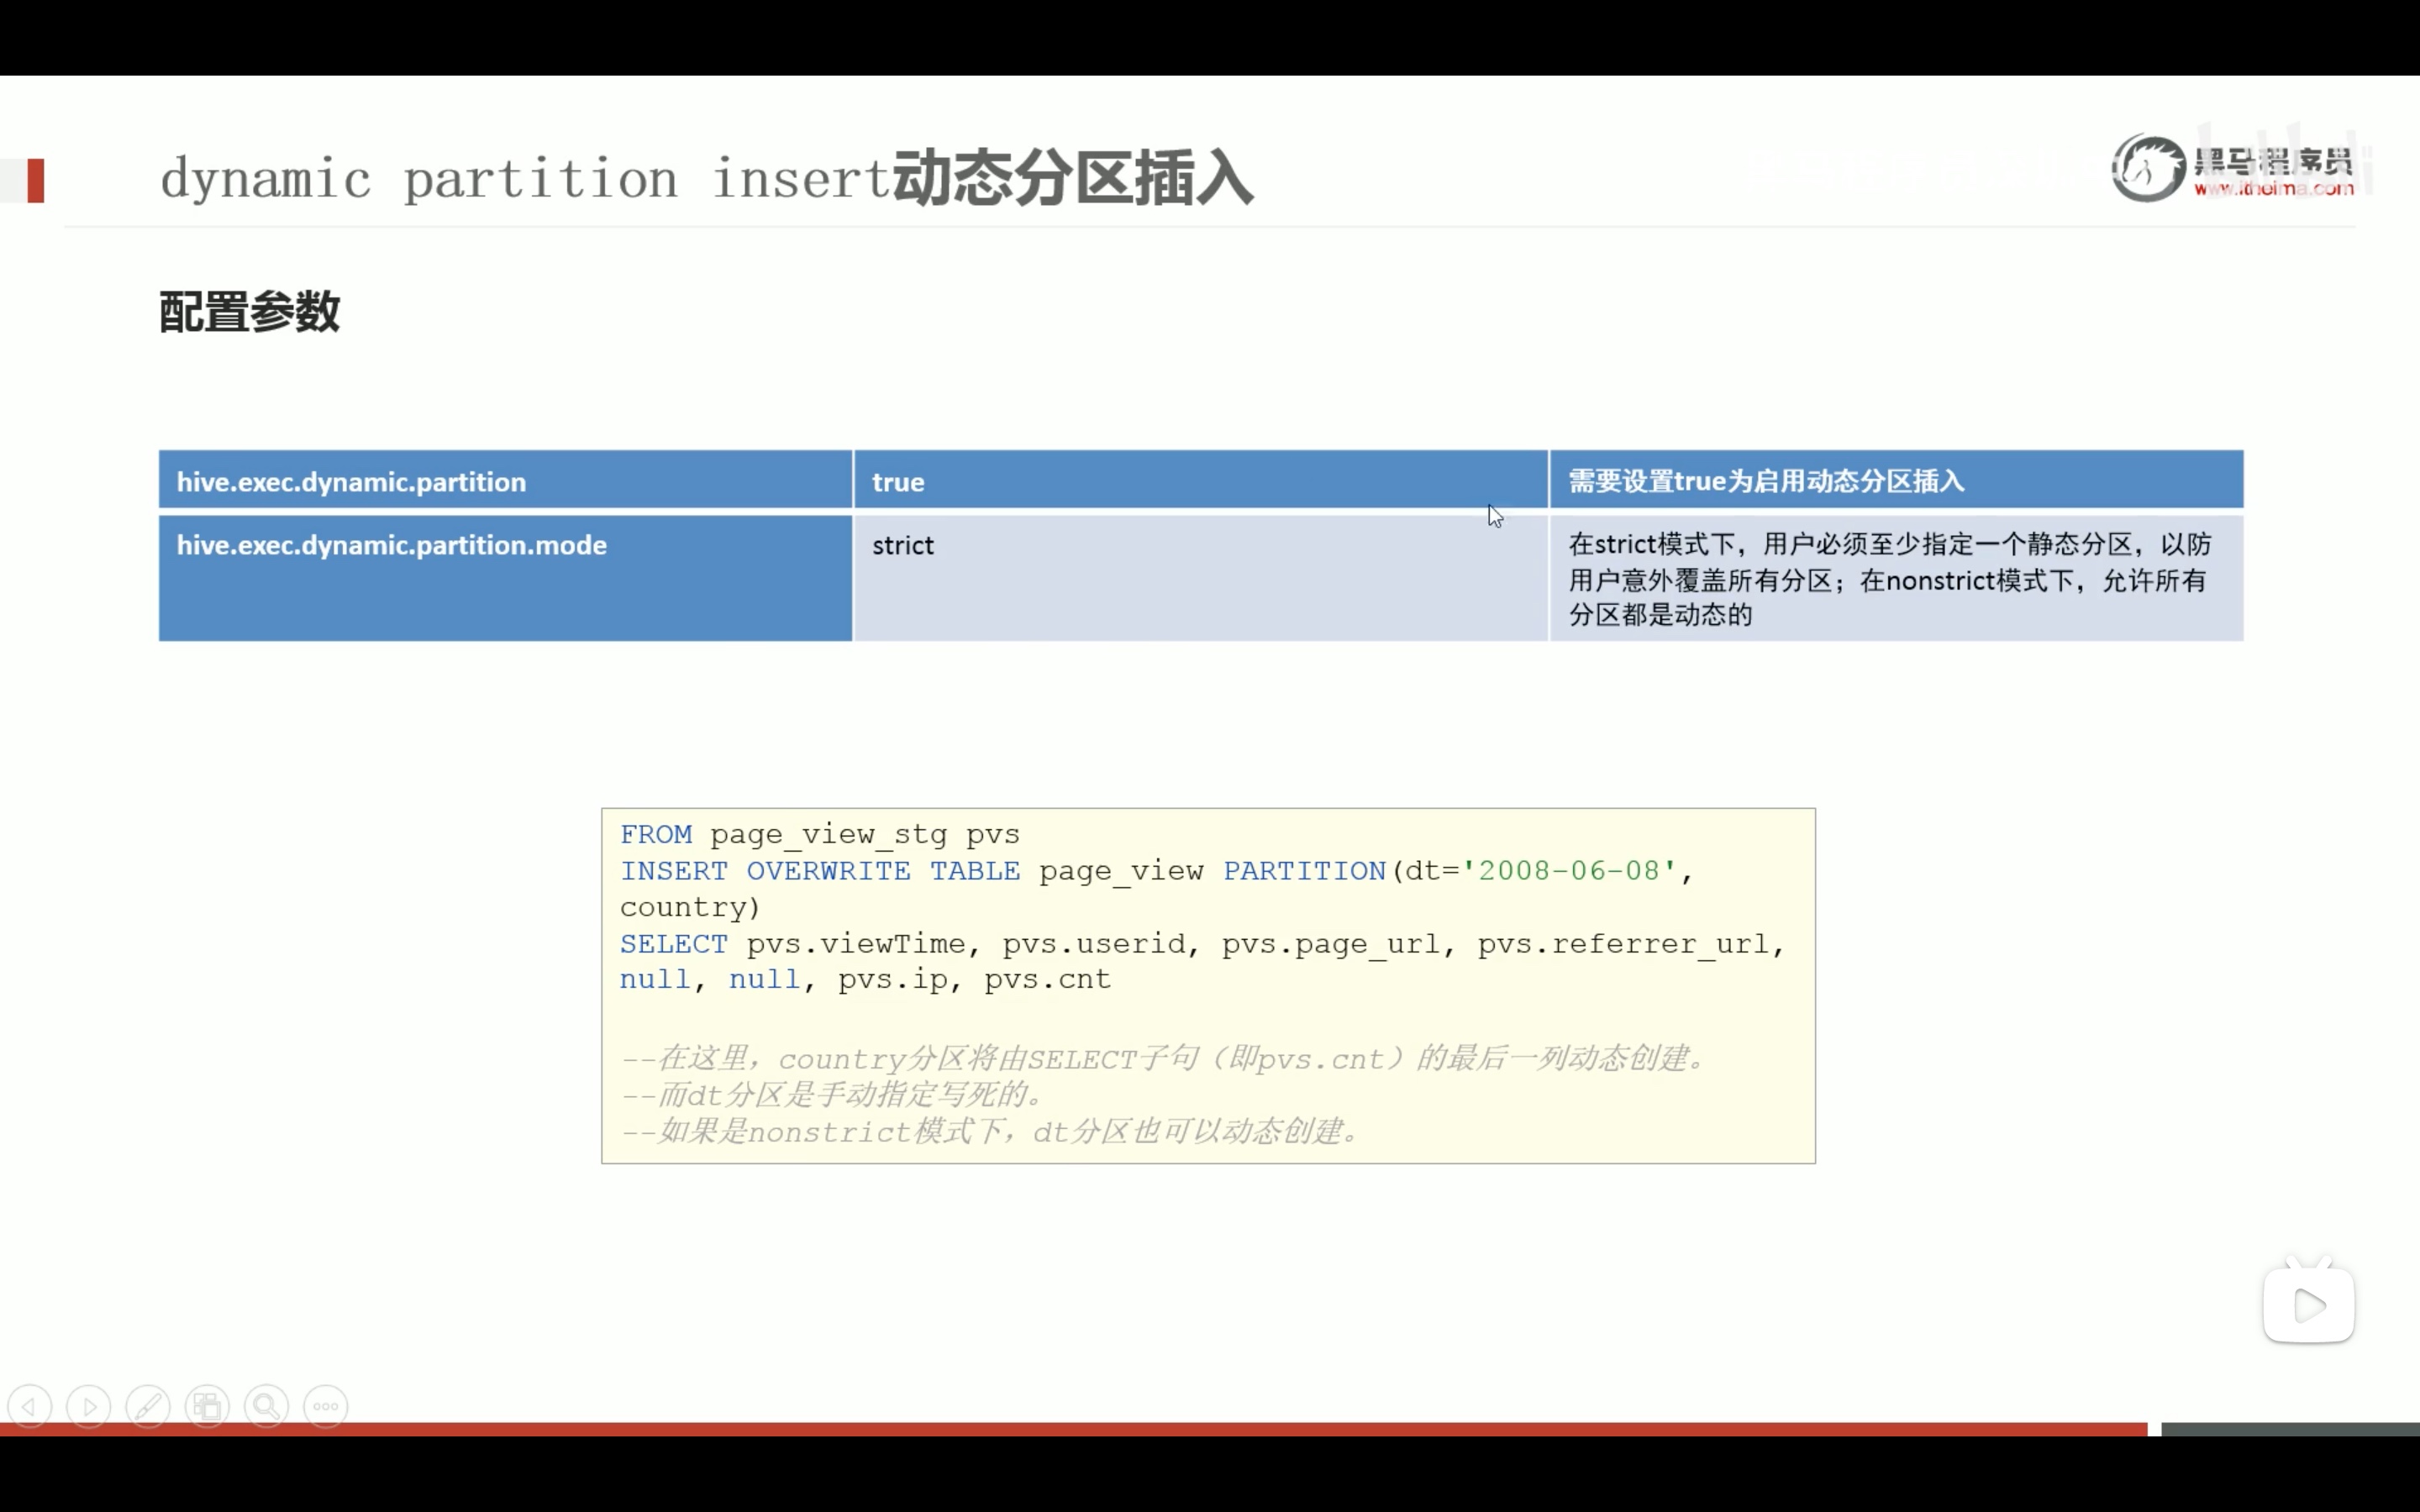 dynamic partition insert动态分区插入
黑马程序员
www.itheima.com
配置参数
hive.exec.dynamic.partition
true
需要设置true为启用动态分区插入
hive.exec.dynamic.partition.mode
strict
在strict模式下，用户必须至少指定一个静态分区，以防
用户意外覆盖所有分区；在nonstrict模式下，允许所有
分区都是动态的
FROM page_view_stg pvs
INSERT OVERWRITE TABLE page_view PARTITION(dt='2008-06-08',
country)
SELECT pvs.viewTime, pvs.userid, pvs.page_url, pvs.referrer_url,
null, null, pvs.ip, pvs.cnt
--在这里，country分区将由SELECT子句（即pvs.cnt）的最后一列动态创建。
--而dt分区是手动指定写死的。
--如果是nonstrict模式下，dt分区也可以动态创建。